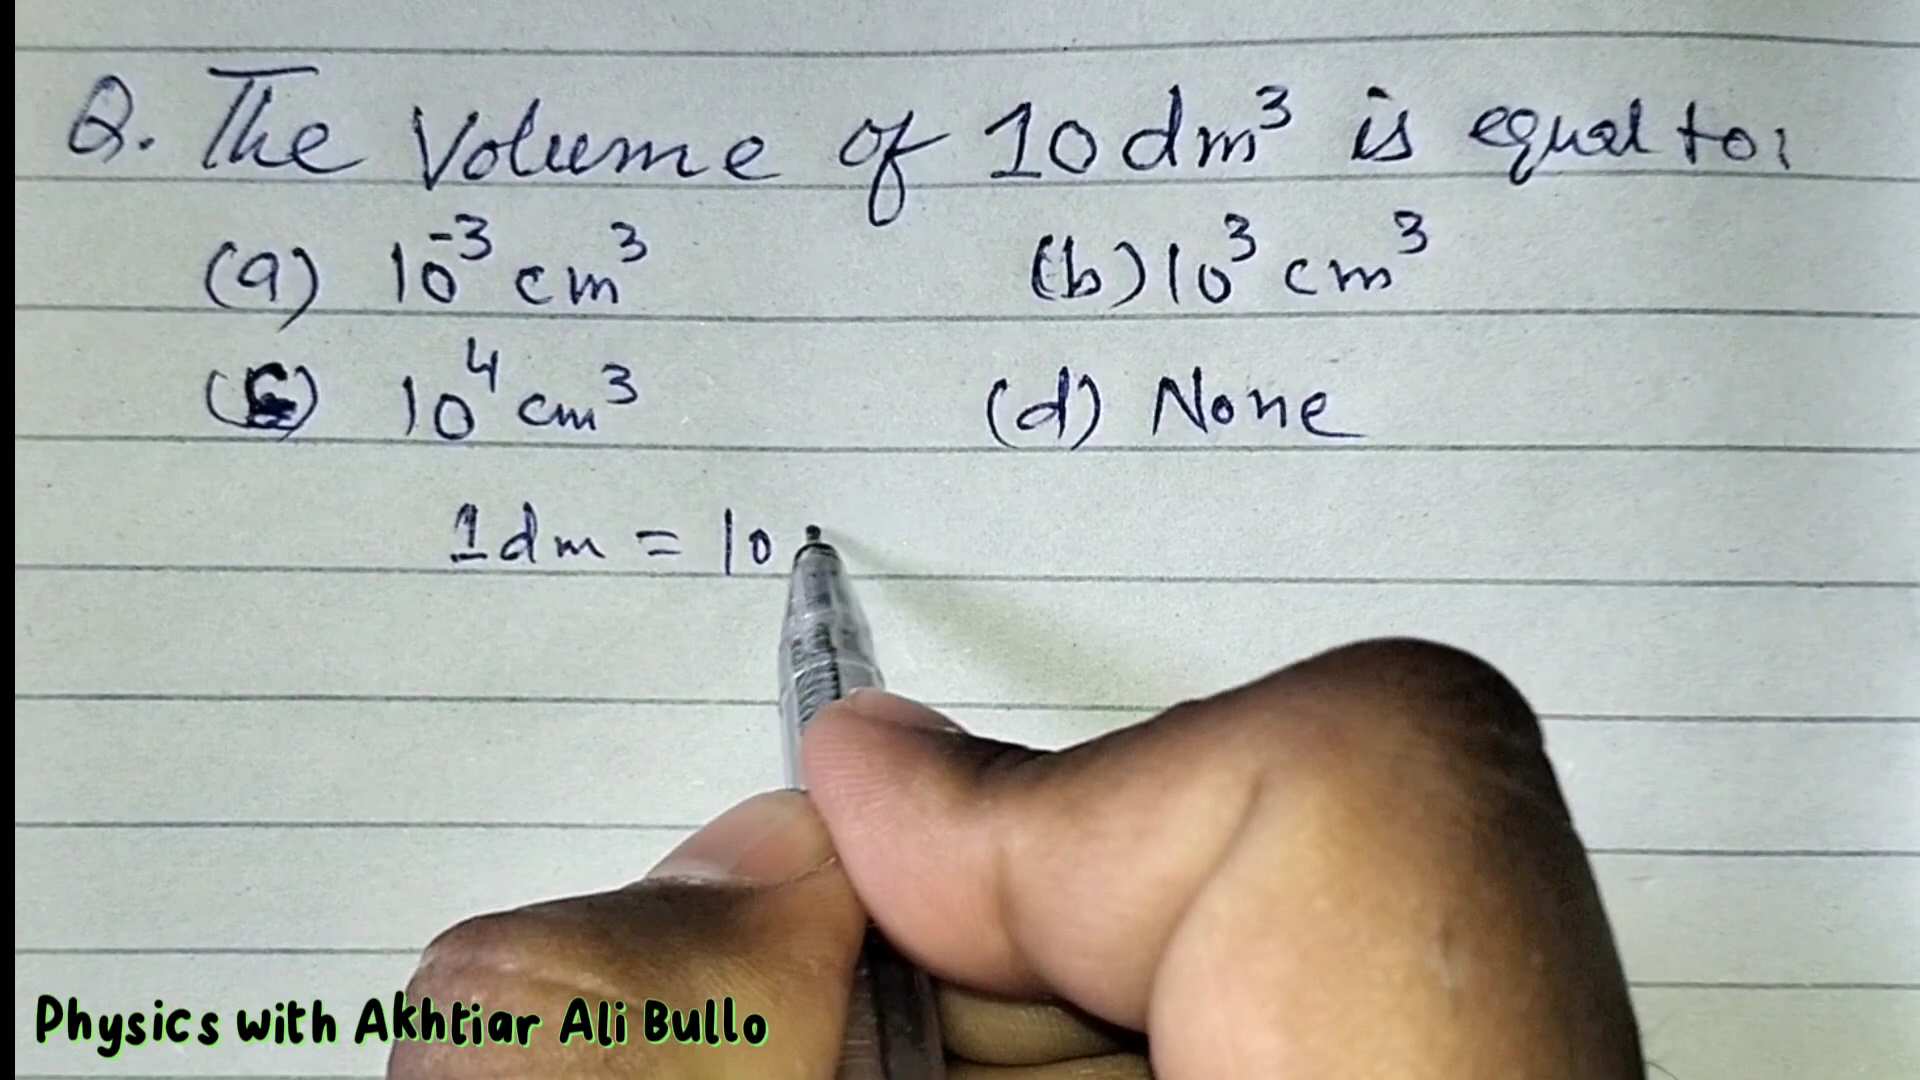 Q. The Volume of 10 dm³ is equal to:
(a) 10⁻³ cm³ (b) 10³ cm³
(c) 10⁴ cm³ (d) None
1 dm = 10
Physics with Akhtiar Ali Bullo